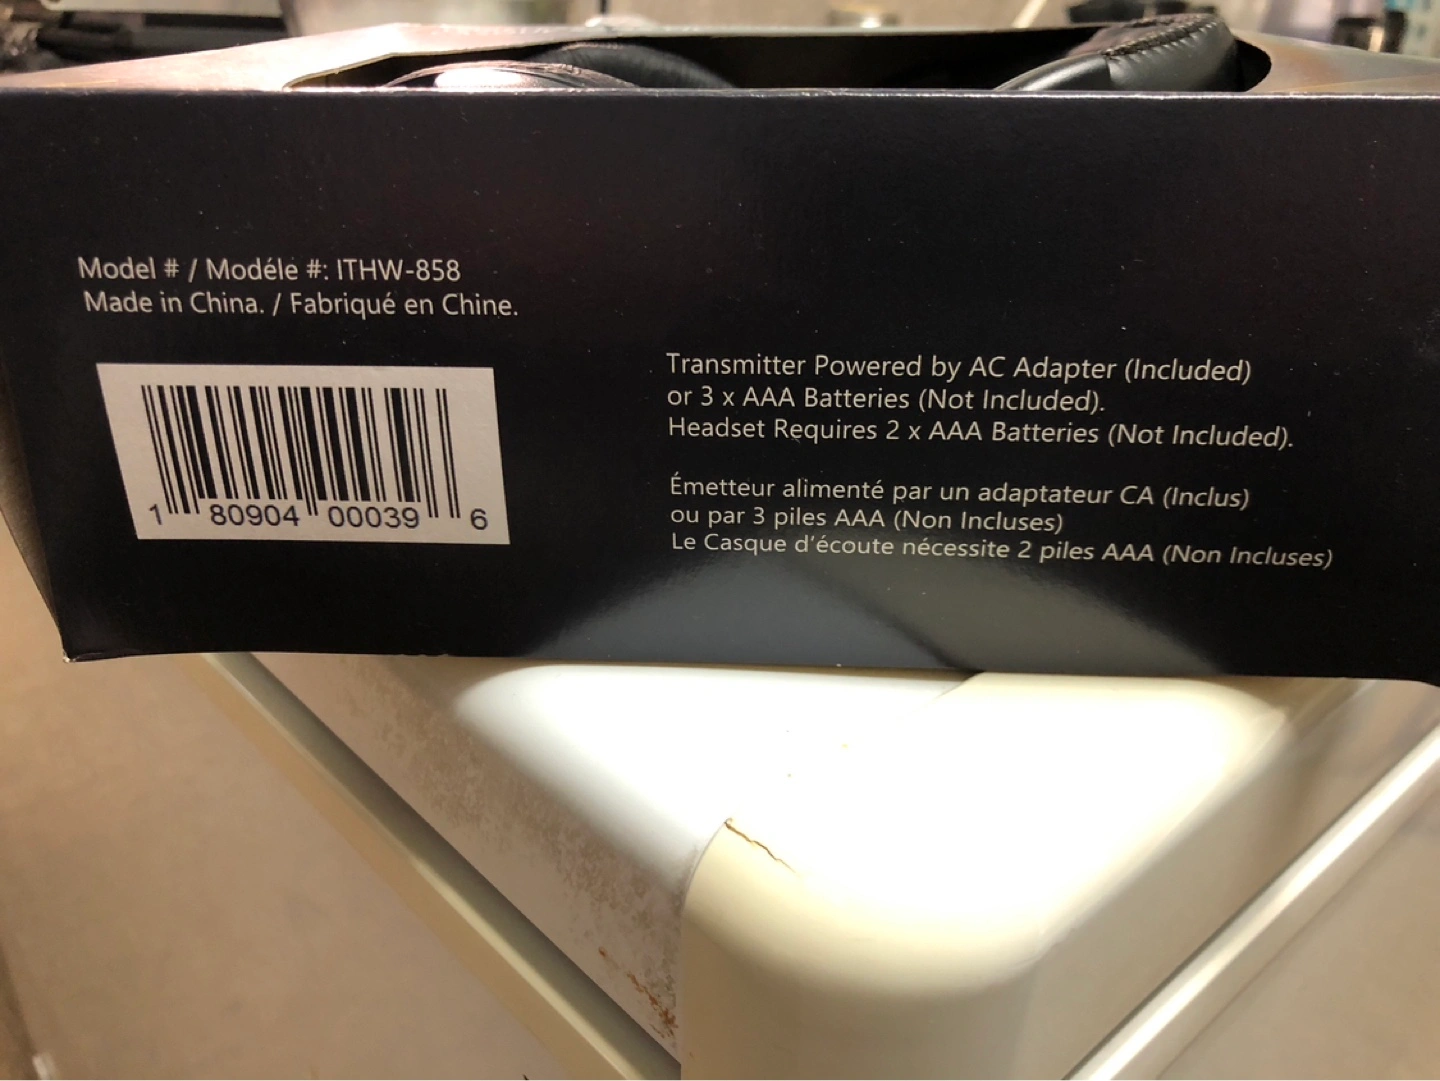 Model # / Modéle #: ITHW-858
Made in China. / Fabriqué en Chine.
1 80904 00039 6
Transmitter Powered by AC Adapter (Included)
or 3 x AAA Batteries (Not Included).
Headset Requires 2 x AAA Batteries (Not Included).
Émetteur alimenté par un adaptateur CA (Inclus)
ou par 3 piles AAA (Non Incluses)
Le Casque d'écoute nécessite 2 piles AAA (Non Incluses)